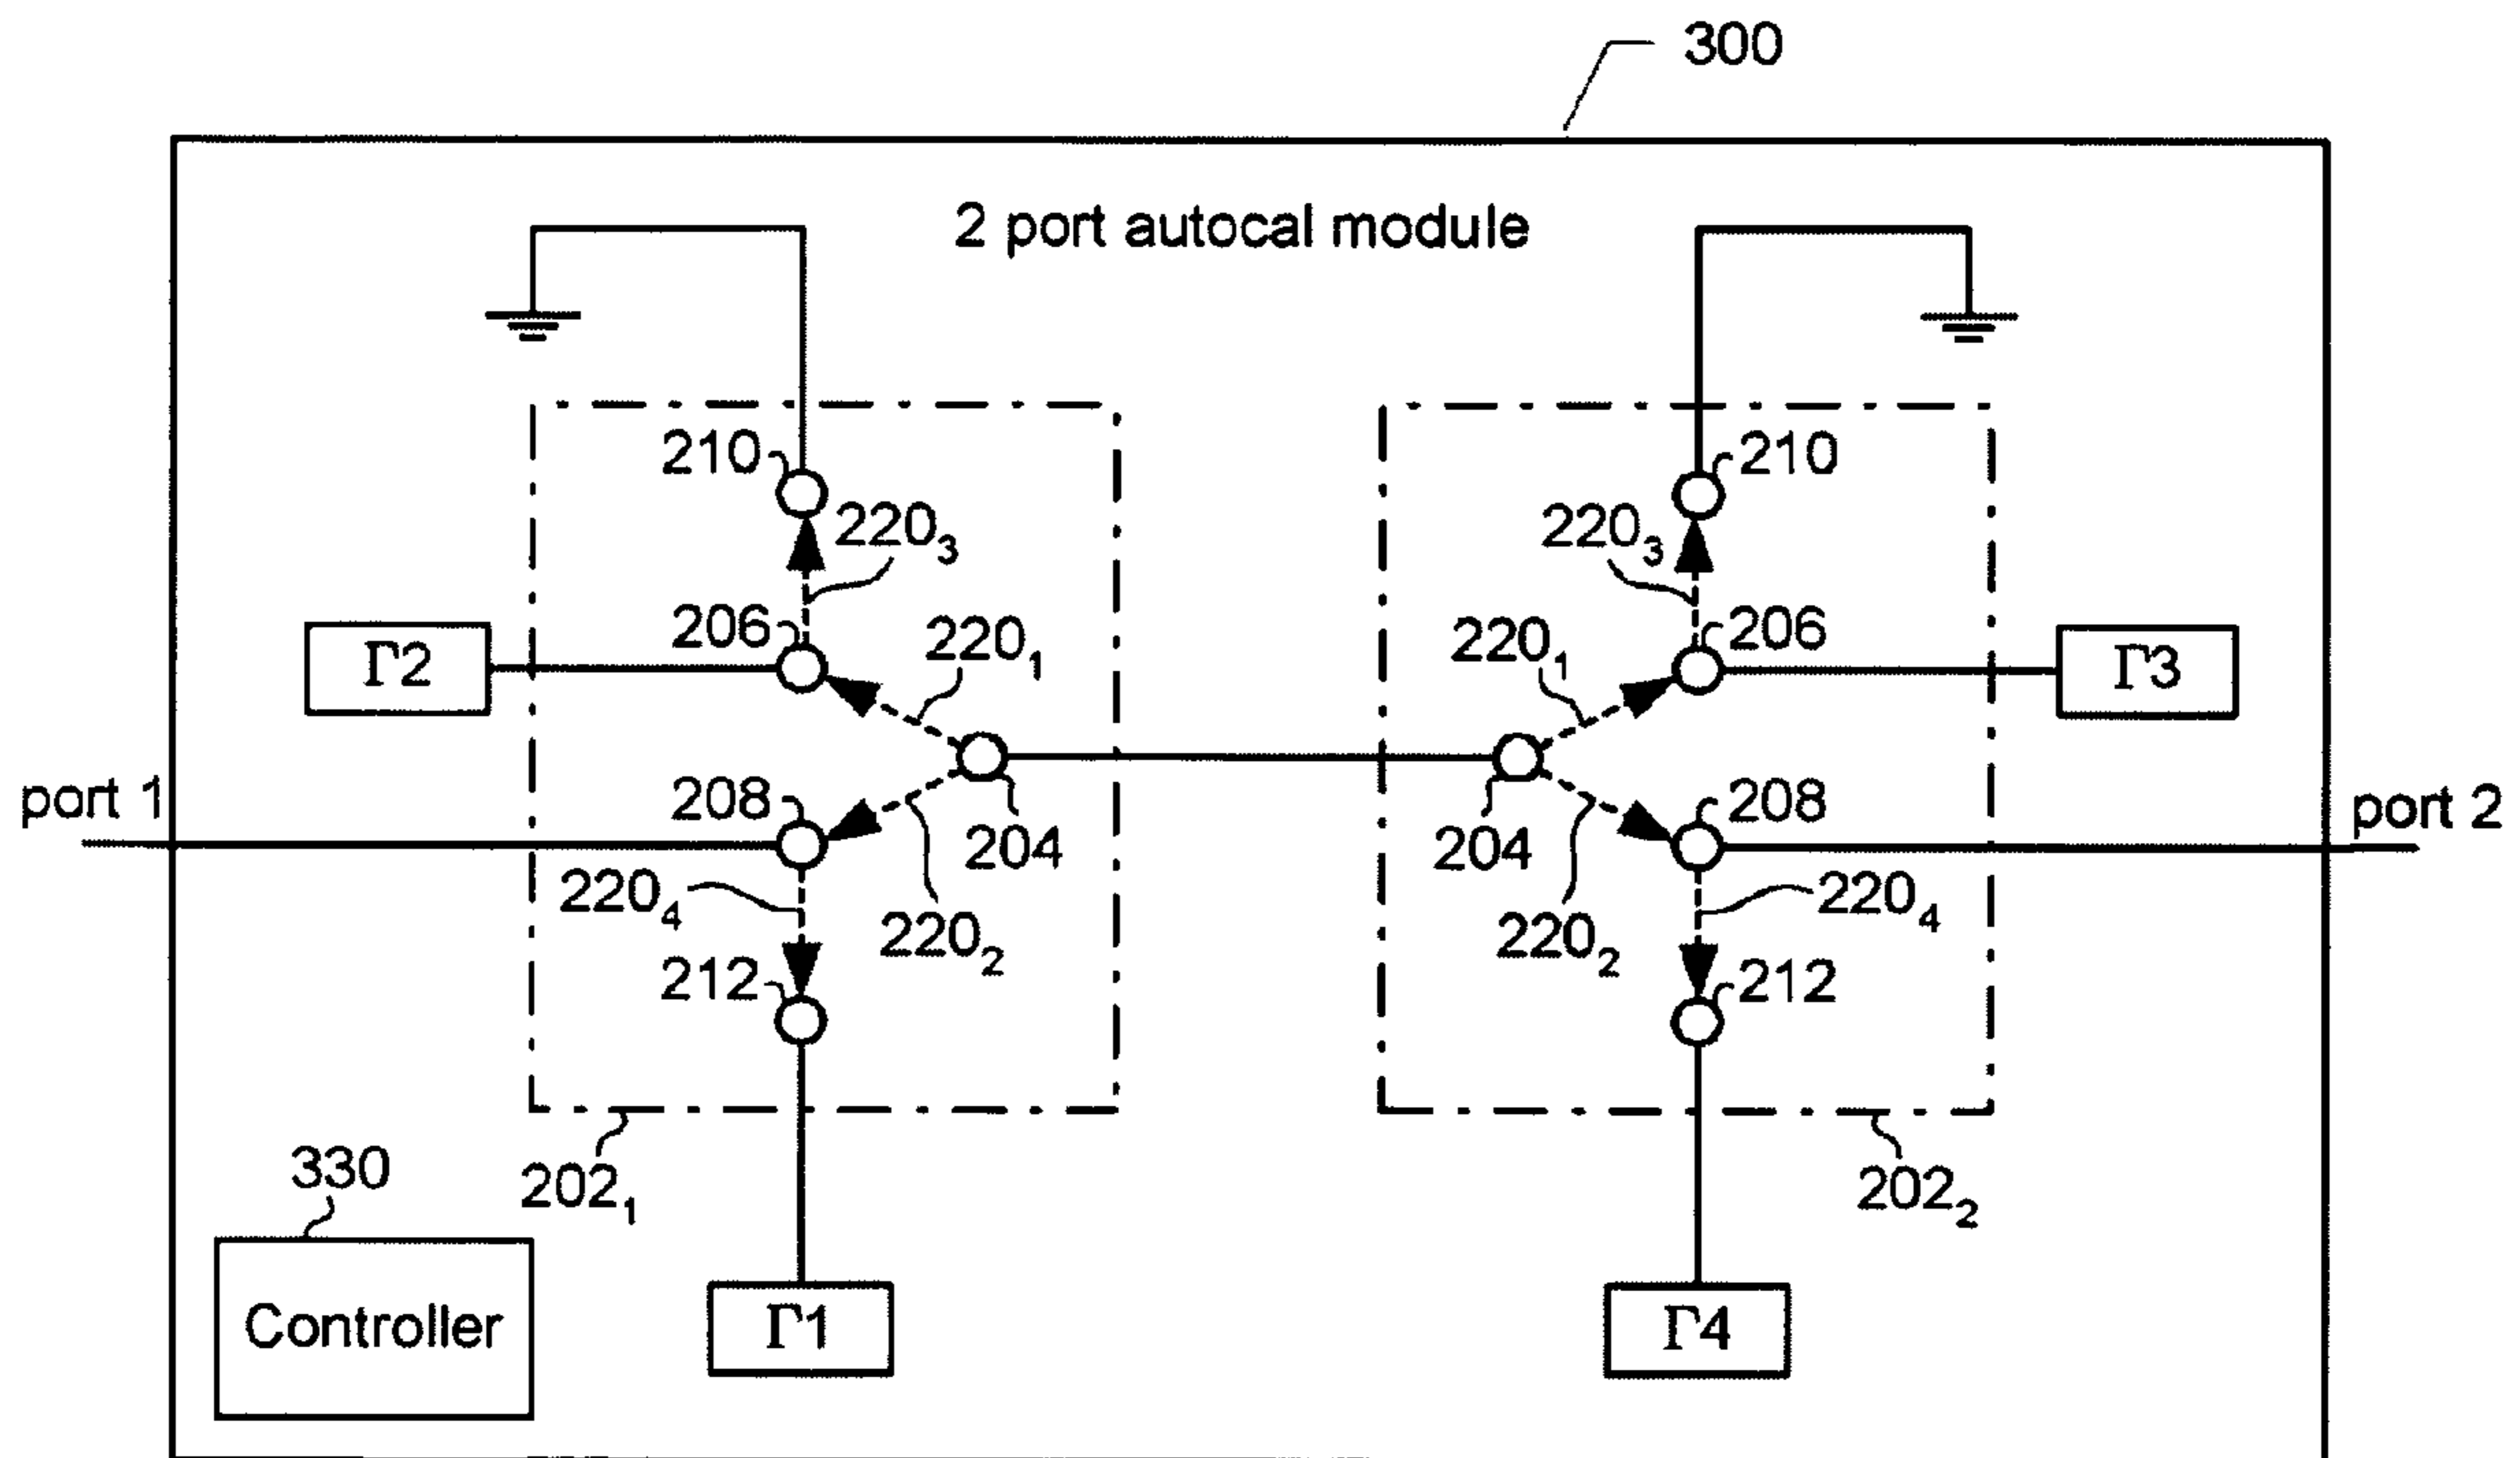 300
2 port autocal module
210
210
220₃
220₃
206
206
220₁
220₁
Γ2
Γ3
port 1
208
208
port 2
204
204
220₄
220₄
220₂
220₂
212
212
330
202₁
202₂
Controller
Γ1
Γ4